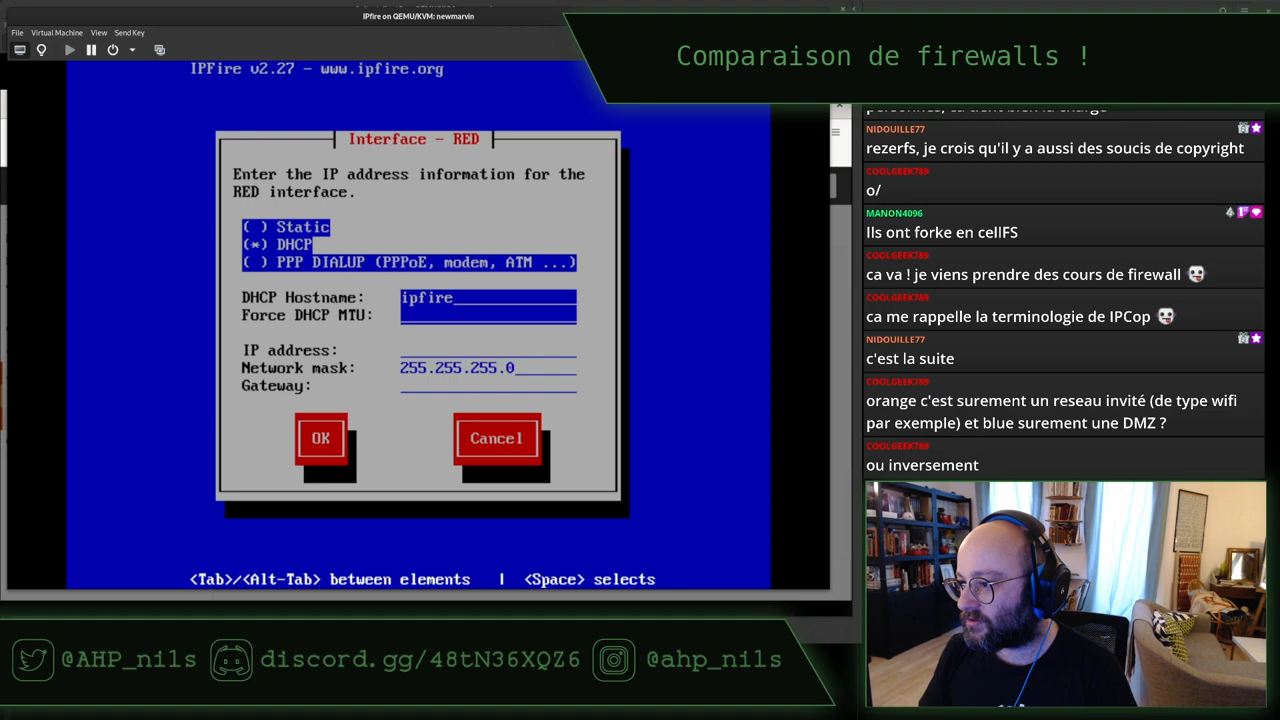 IPfire on QEMU/KVM: newmarvin
File Virtual Machine View Send Key
IPFire v2.27 - www.ipfire.org
Interface - RED
Enter the IP address information for the
RED interface.
( ) Static
(*) DHCP
( ) PPP DIALUP (PPPoE, modem, ATM ...)
DHCP Hostname: ipfire
Force DHCP MTU:
IP address:
Network mask: 255.255.255.0
Gateway:
OK Cancel
<Tab>/<Alt-Tab> between elements | <Space> selects
Comparaison de firewalls !
NIDOUILLE77
rezerfs, je crois qu'il y a aussi des soucis de copyright
COOLGEEK789
o/
MANON4096
Ils ont forke en cellFS
COOLGEEK789
ca va ! je viens prendre des cours de firewall
COOLGEEK789
ca me rappelle la terminologie de IPCop
NIDOUILLE77
c'est la suite
COOLGEEK789
orange c'est surement un reseau invité (de type wifi
par exemple) et blue surement une DMZ ?
COOLGEEK789
ou inversement
@AHP_nils discord.gg/48tN36XQZ6 @ahp_nils